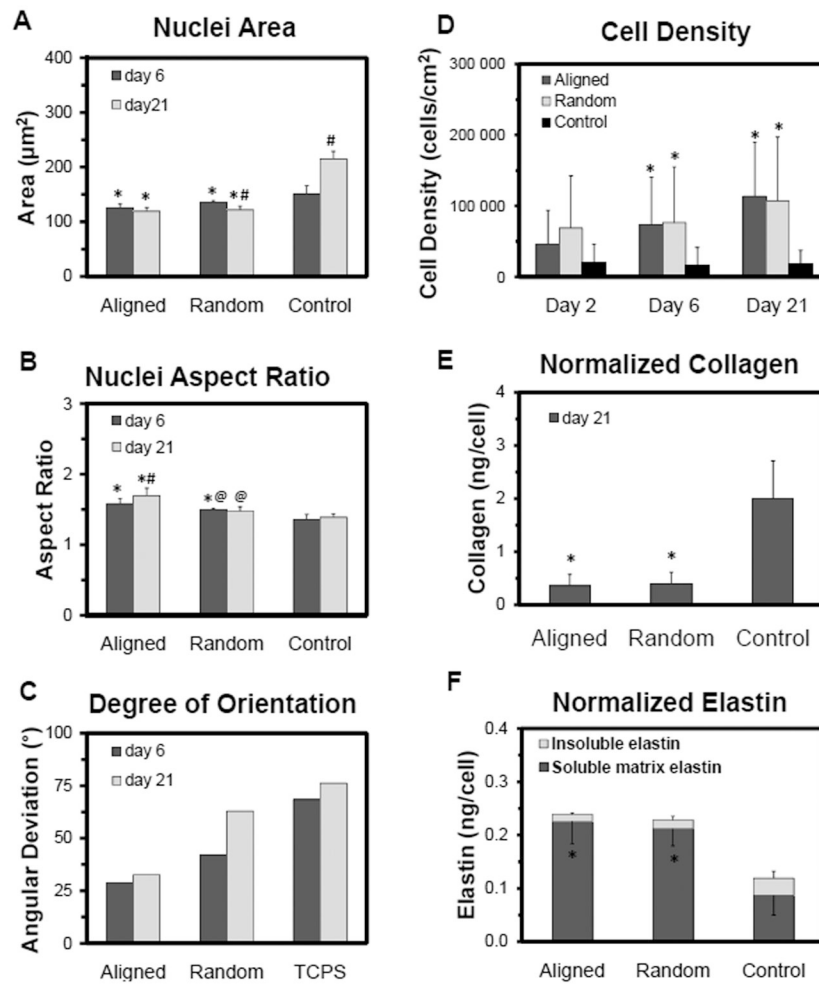 A
Nuclei Area
Area (µm²)
400
300
200
100
0
day 6
day21
*
*
*
*#
#
Aligned
Random
Control
B
Nuclei Aspect Ratio
Aspect Ratio
3
2
1
0
day 6
day 21
*
*#
*@
@
Aligned
Random
Control
C
Degree of Orientation
Angular Deviation (°)
100
75
50
25
0
day 6
day 21
Aligned
Random
TCPS
D
Cell Density
Cell Density (cells/cm²)
300 000
200 000
100 000
0
Aligned
Random
Control
*
*
*
*
Day 2
Day 6
Day 21
E
Normalized Collagen
Collagen (ng/cell)
4
3
2
1
0
day 21
*
*
Aligned
Random
Control
F
Normalized Elastin
Elastin (ng/cell)
0.4
0.3
0.2
0.1
0.0
Insoluble elastin
Soluble matrix elastin
*
*
Aligned
Random
Control